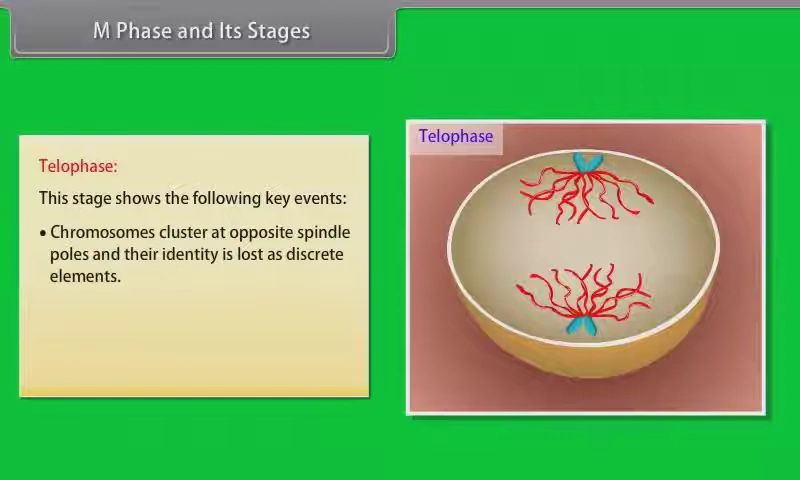 M Phase and Its Stages
Telophase:
This stage shows the following key events:
• Chromosomes cluster at opposite spindle
poles and their identity is lost as discrete
elements.
Telophase